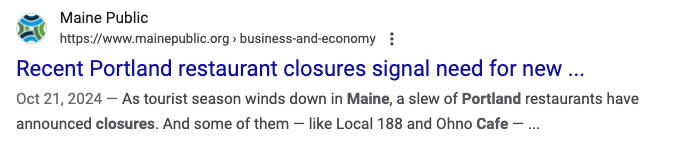 Maine Public
https://www.mainepublic.org › business-and-economy
Recent Portland restaurant closures signal need for new ...
Oct 21, 2024 — As tourist season winds down in Maine, a slew of Portland restaurants have
announced closures. And some of them — like Local 188 and Ohno Cafe — ...